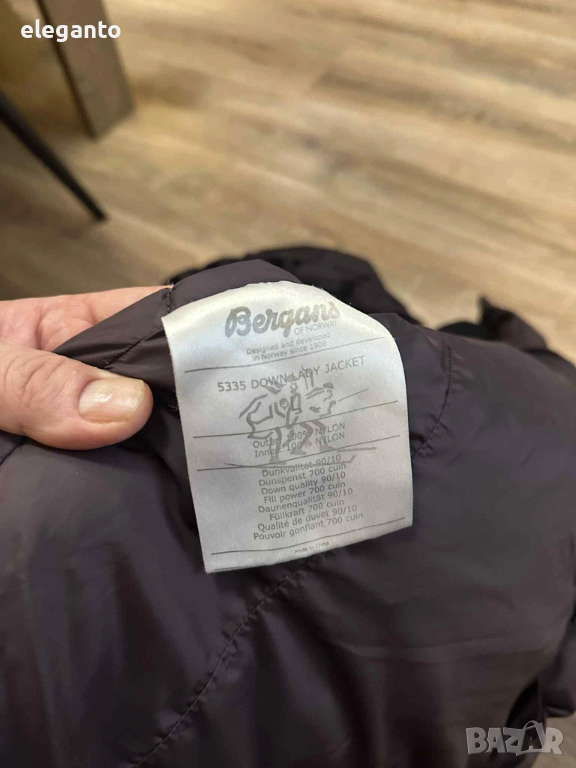 eleganto
Bergans
OF NORWAY
Designed and developed
in Norway since 1908
5335 DOWN LADY JACKET
Outer 100% NYLON
Inner 100% NYLON
Dunkvalitet 90/10
Dunspenst 700 cuin
Down quality 90/10
Fill power 700 cuin
Daunenqualität 90/10
Füllkraft 700 cuin
Qualité de duvet 90/10
Pouvoir gonflant 700 cuin
Made in China
BAZAR